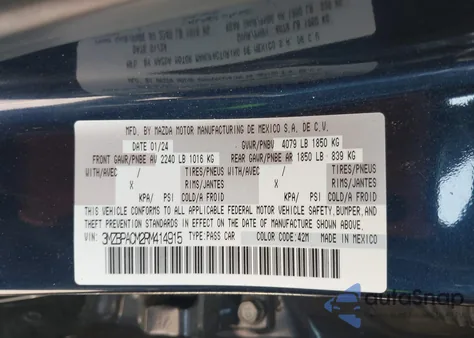 MFD. BY MAZDA MOTOR MANUFACTURING DE MEXICO S.A. DE C.V.
DATE 01/24 GVWR/PNBV 4079 LB 1850 KG
FRONT GAWR/PNBE AV 2240 LB 1016 KG REAR GAWR/PNBE AR 1850 LB 839 KG
AVEC / TIRES/PNEUS AVEC / TIRES/PNEUS
X RIMS/JANTES X RIMS/JANTES
KPA/ PSI COLD/A FROID KPA/ PSI COLD/A FROID
THIS VEHICLE CONFORMS TO ALL APPLICABLE FEDERAL MOTOR VEHICLE SAFETY, BUMPER, AND
THEFT PREVENTION STANDARDS IN EFFECT ON THE DATE OF MANUFACTURE SHOWN ABOVE.
VIN: 3MZBPACM2RM414915 TYPE:PASS CAR COLOR CODE:42M MADE IN MEXICO
autoSnap